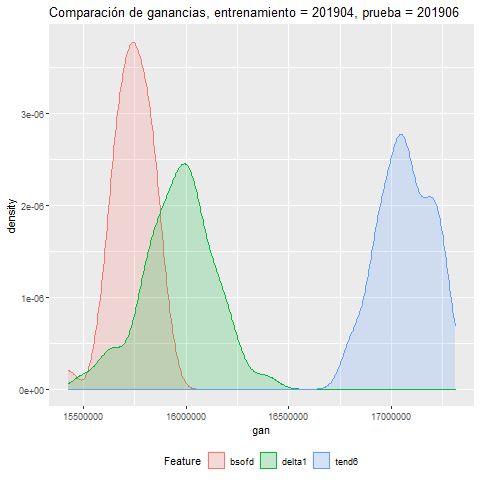 Comparación de ganancias, entrenamiento = 201904, prueba = 201906
3e-06
2e-06
1e-06
0e+00
density
15500000 16000000 16500000 17000000
gan
Feature bsofd delta1 tend6